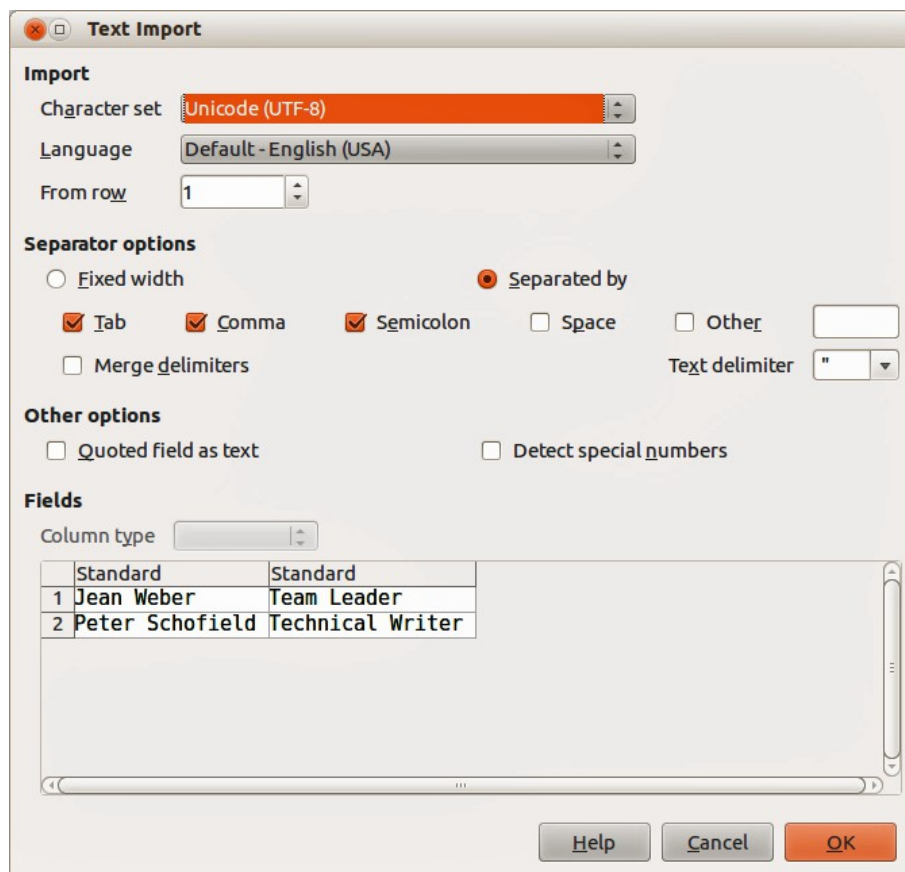 Text Import
Import
Character set Unicode (UTF-8)
Language Default - English (USA)
From row 1
Separator options
Fixed width Separated by
Tab Comma Semicolon Space Other
Merge delimiters Text delimiter "
Other options
Quoted field as text Detect special numbers
Fields
Column type
Standard Standard
1 Jean Weber Team Leader
2 Peter Schofield Technical Writer
Help Cancel OK